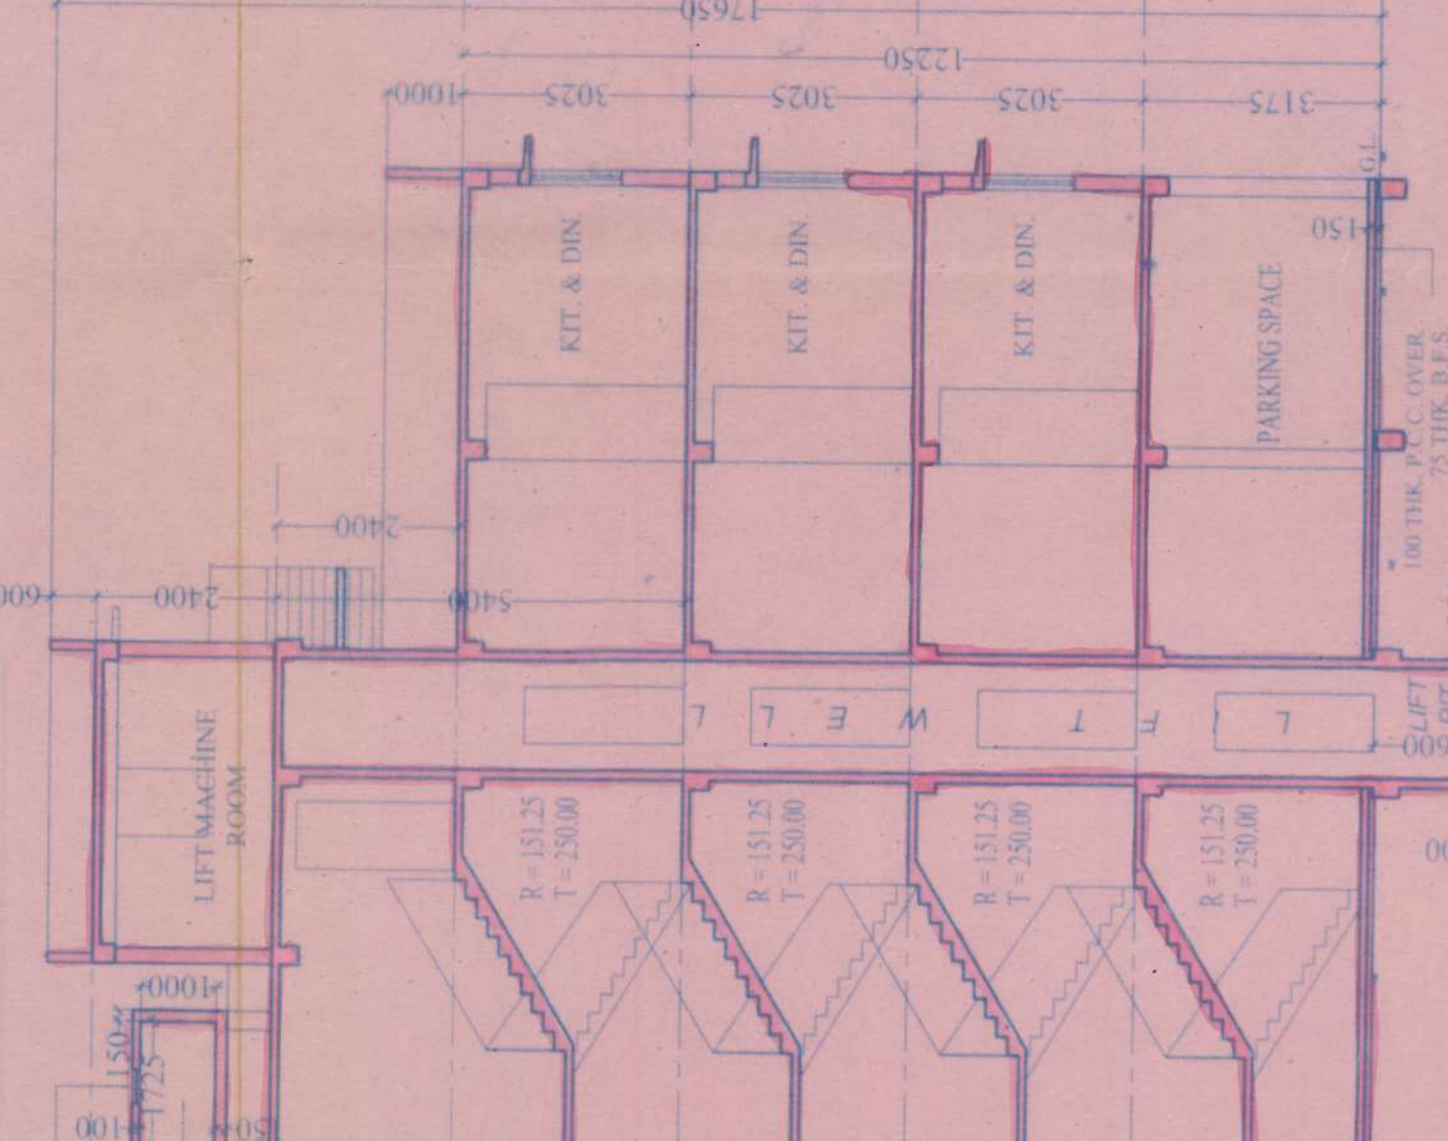 17650
12250
1000
3025
3025
3025
3175
G.L.
150
KIT. & DIN.
KIT. & DIN.
KIT. & DIN.
PARKING SPACE
100 THK. P.C.C. OVER
75 THK. B.F.S.
2400
600
2400
5400
LIFT MACHINE
ROOM
LIFT WELL
LIFT
R = 151.25
T = 250.00
R = 151.25
T = 250.00
R = 151.25
T = 250.00
R = 151.25
T = 250.00
1000
150
1725
100